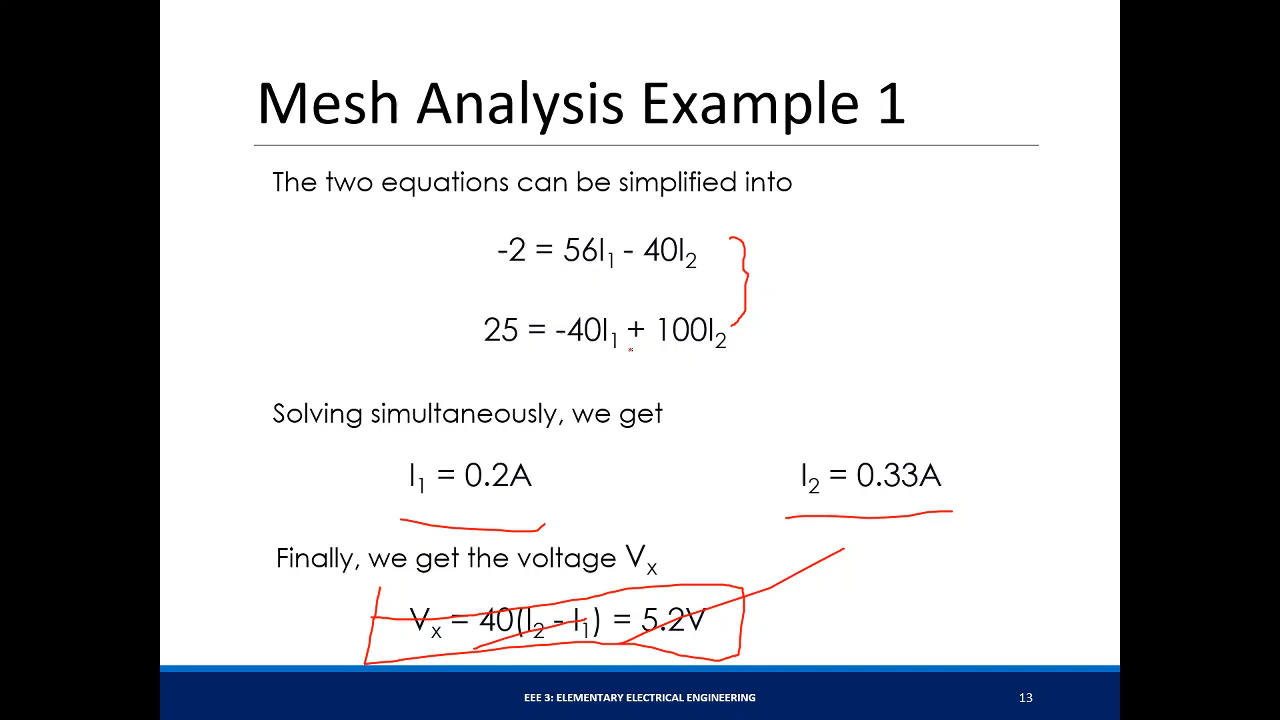 Mesh Analysis Example 1
The two equations can be simplified into
-2 = 56I₁ - 40I₂
25 = -40I₁ + 100I₂
Solving simultaneously, we get
I₁ = 0.2A I₂ = 0.33A
Finally, we get the voltage Vₓ
Vₓ = 40(I₂ - I₁) = 5.2V
EEE 3: ELEMENTARY ELECTRICAL ENGINEERING 13